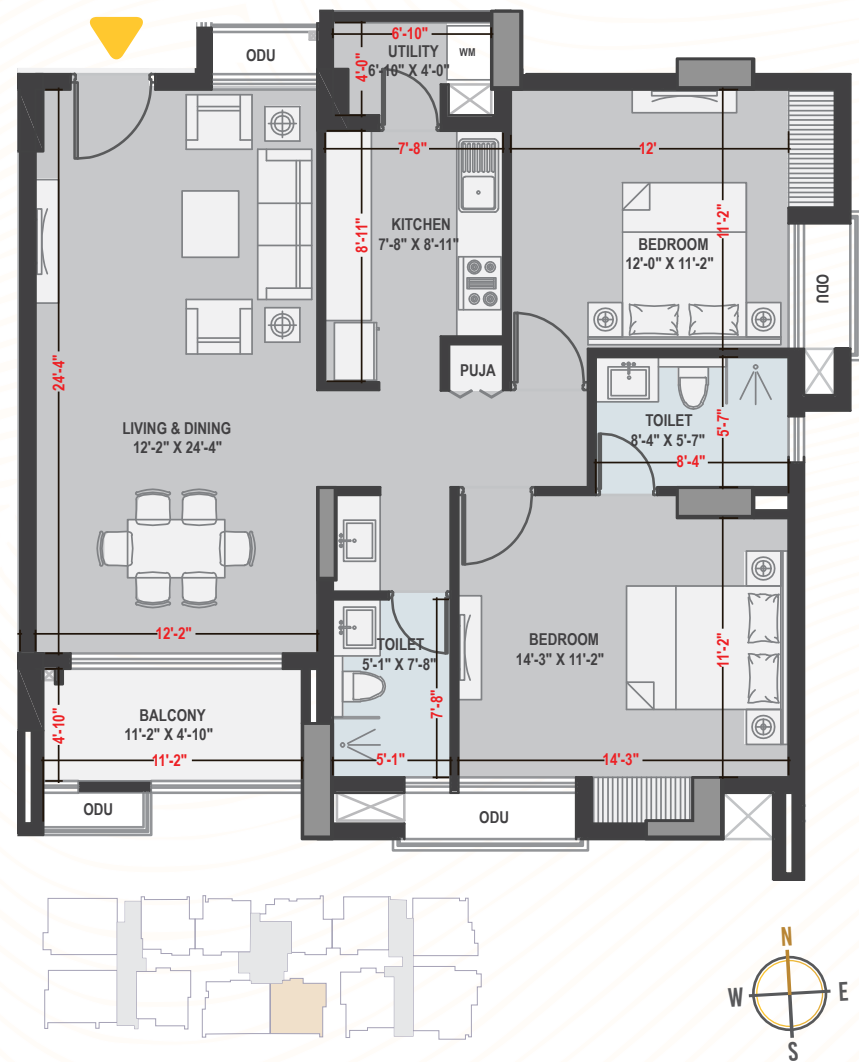 ODU
6'-10"
UTILITY
6'-10" X 4'-0"
4'-0"
WM
7'-8"
12'
KITCHEN
7'-8" X 8'-11"
8'-11"
11'-2"
BEDROOM
12'-0" X 11'-2"
ODU
24'-4"
PUJA
LIVING & DINING
12'-2" X 24'-4"
TOILET
8'-4" X 5'-7"
5'-7"
8'-4"
12'-2"
TOILET
5'-1" X 7'-8"
7'-8"
BEDROOM
14'-3" X 11'-2"
11'-2"
4'-10"
BALCONY
11'-2" X 4'-10"
11'-2"
5'-1"
14'-3"
ODU
ODU
N
W
E
S